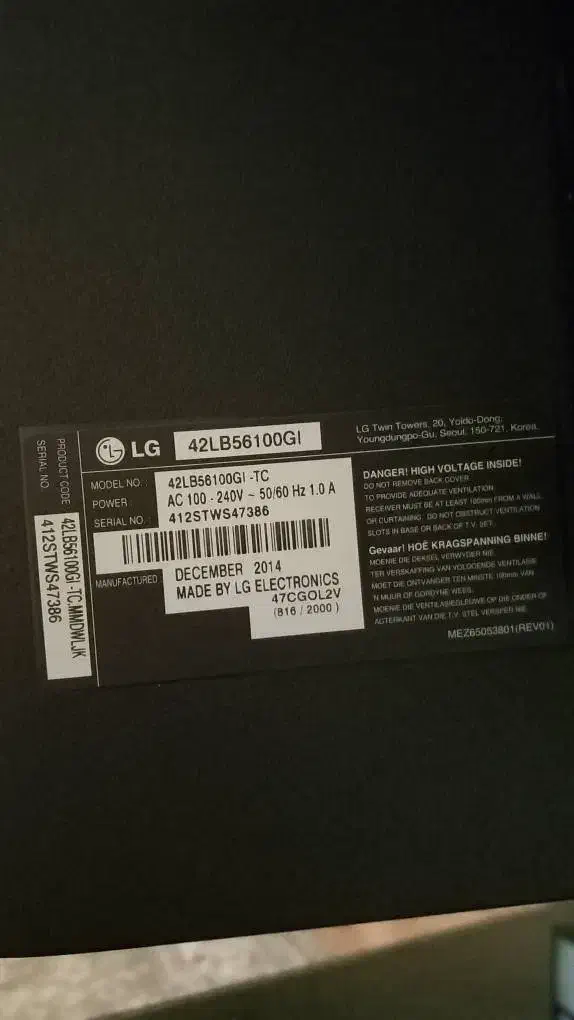 LG 42LB56100GI
LG Twin Towers, 20, Yoido-Dong,
Youngdungpo-Gu, Seoul, 150-721, Korea.
MODEL NO. : 42LB56100GI -TC
POWER : AC 100 - 240V ~ 50/60 Hz 1.0 A
SERIAL NO. : 412STWS47386
MANUFACTURED DECEMBER 2014
MADE BY LG ELECTRONICS
47CGOL2V
(816 / 2000)
DANGER! HIGH VOLTAGE INSIDE!
DO NOT REMOVE BACK COVER.
TO PROVIDE ADEQUATE VENTILATION
RECEIVER MUST BE AT LEAST 100mm FROM A WALL
OR CURTAINING. DO NOT OBSTRUCT VENTILATION
SLOTS IN BASE OR BACK OF T.V. SET.
Gevaar! HOË KRAGSPANNING BINNE!
MOENIE DIE DEKSEL VERWYDER NIE.
TER VERSKAFFING VAN VOLDOENDE VENTILASIE
MOET DIE ONTVANGER TEN MINSTE 100mm VAN
'N MUUR OF GORDYNE WEES.
MOENIE DIE VENTILASIEGLEUWE OP DIE ONDER OF
AGTERKANT VAN DIE T.V. STEL VERSPER NIE.
MEZ65053801(REV01)
PRODUCT CODE 42LB56100GI -TC.MMDWLJK
SERIAL NO. 412STWS47386